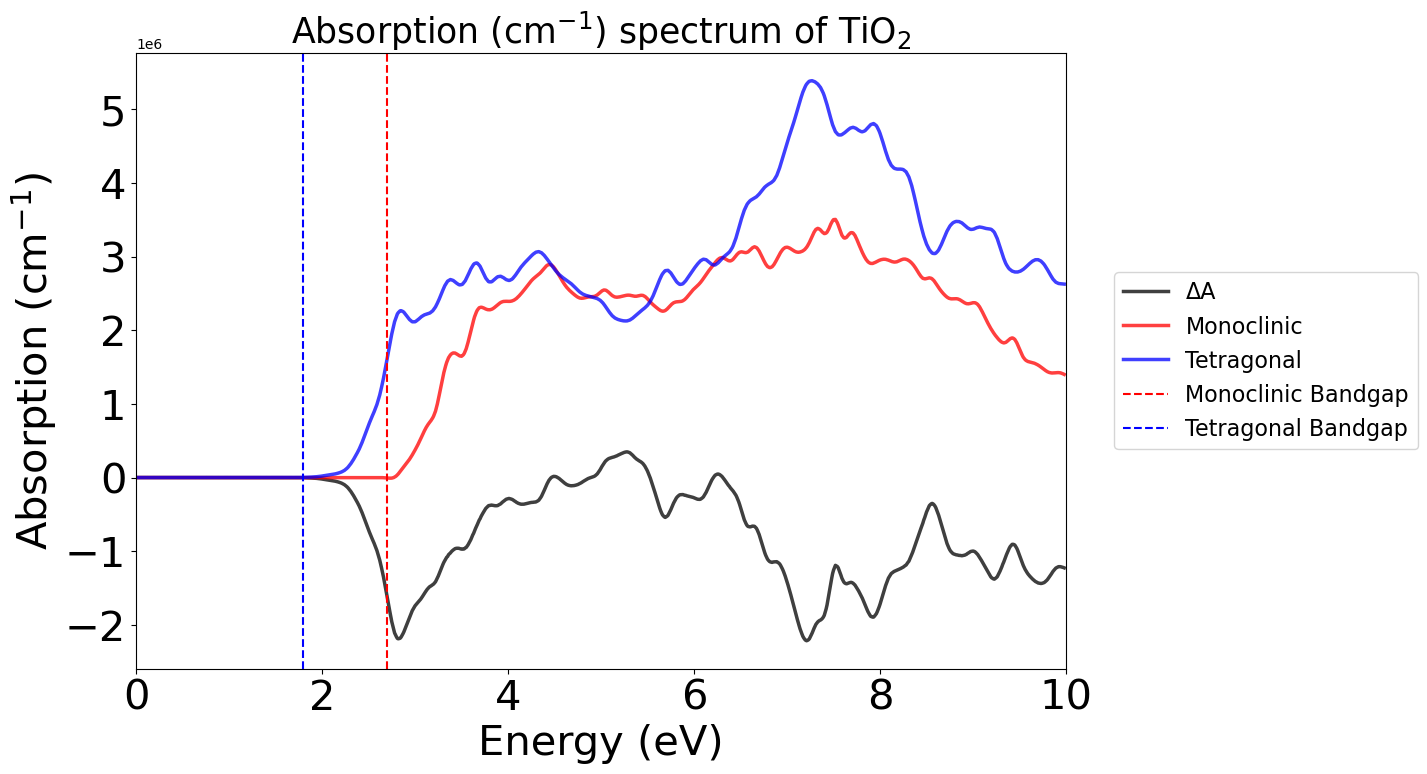 Absorption (cm⁻¹) spectrum of TiO₂
1e6
5
4
3
2
1
0
−1
−2
Absorption (cm⁻¹)
0 2 4 6 8 10
Energy (eV)
ΔA
Monoclinic
Tetragonal
Monoclinic Bandgap
Tetragonal Bandgap